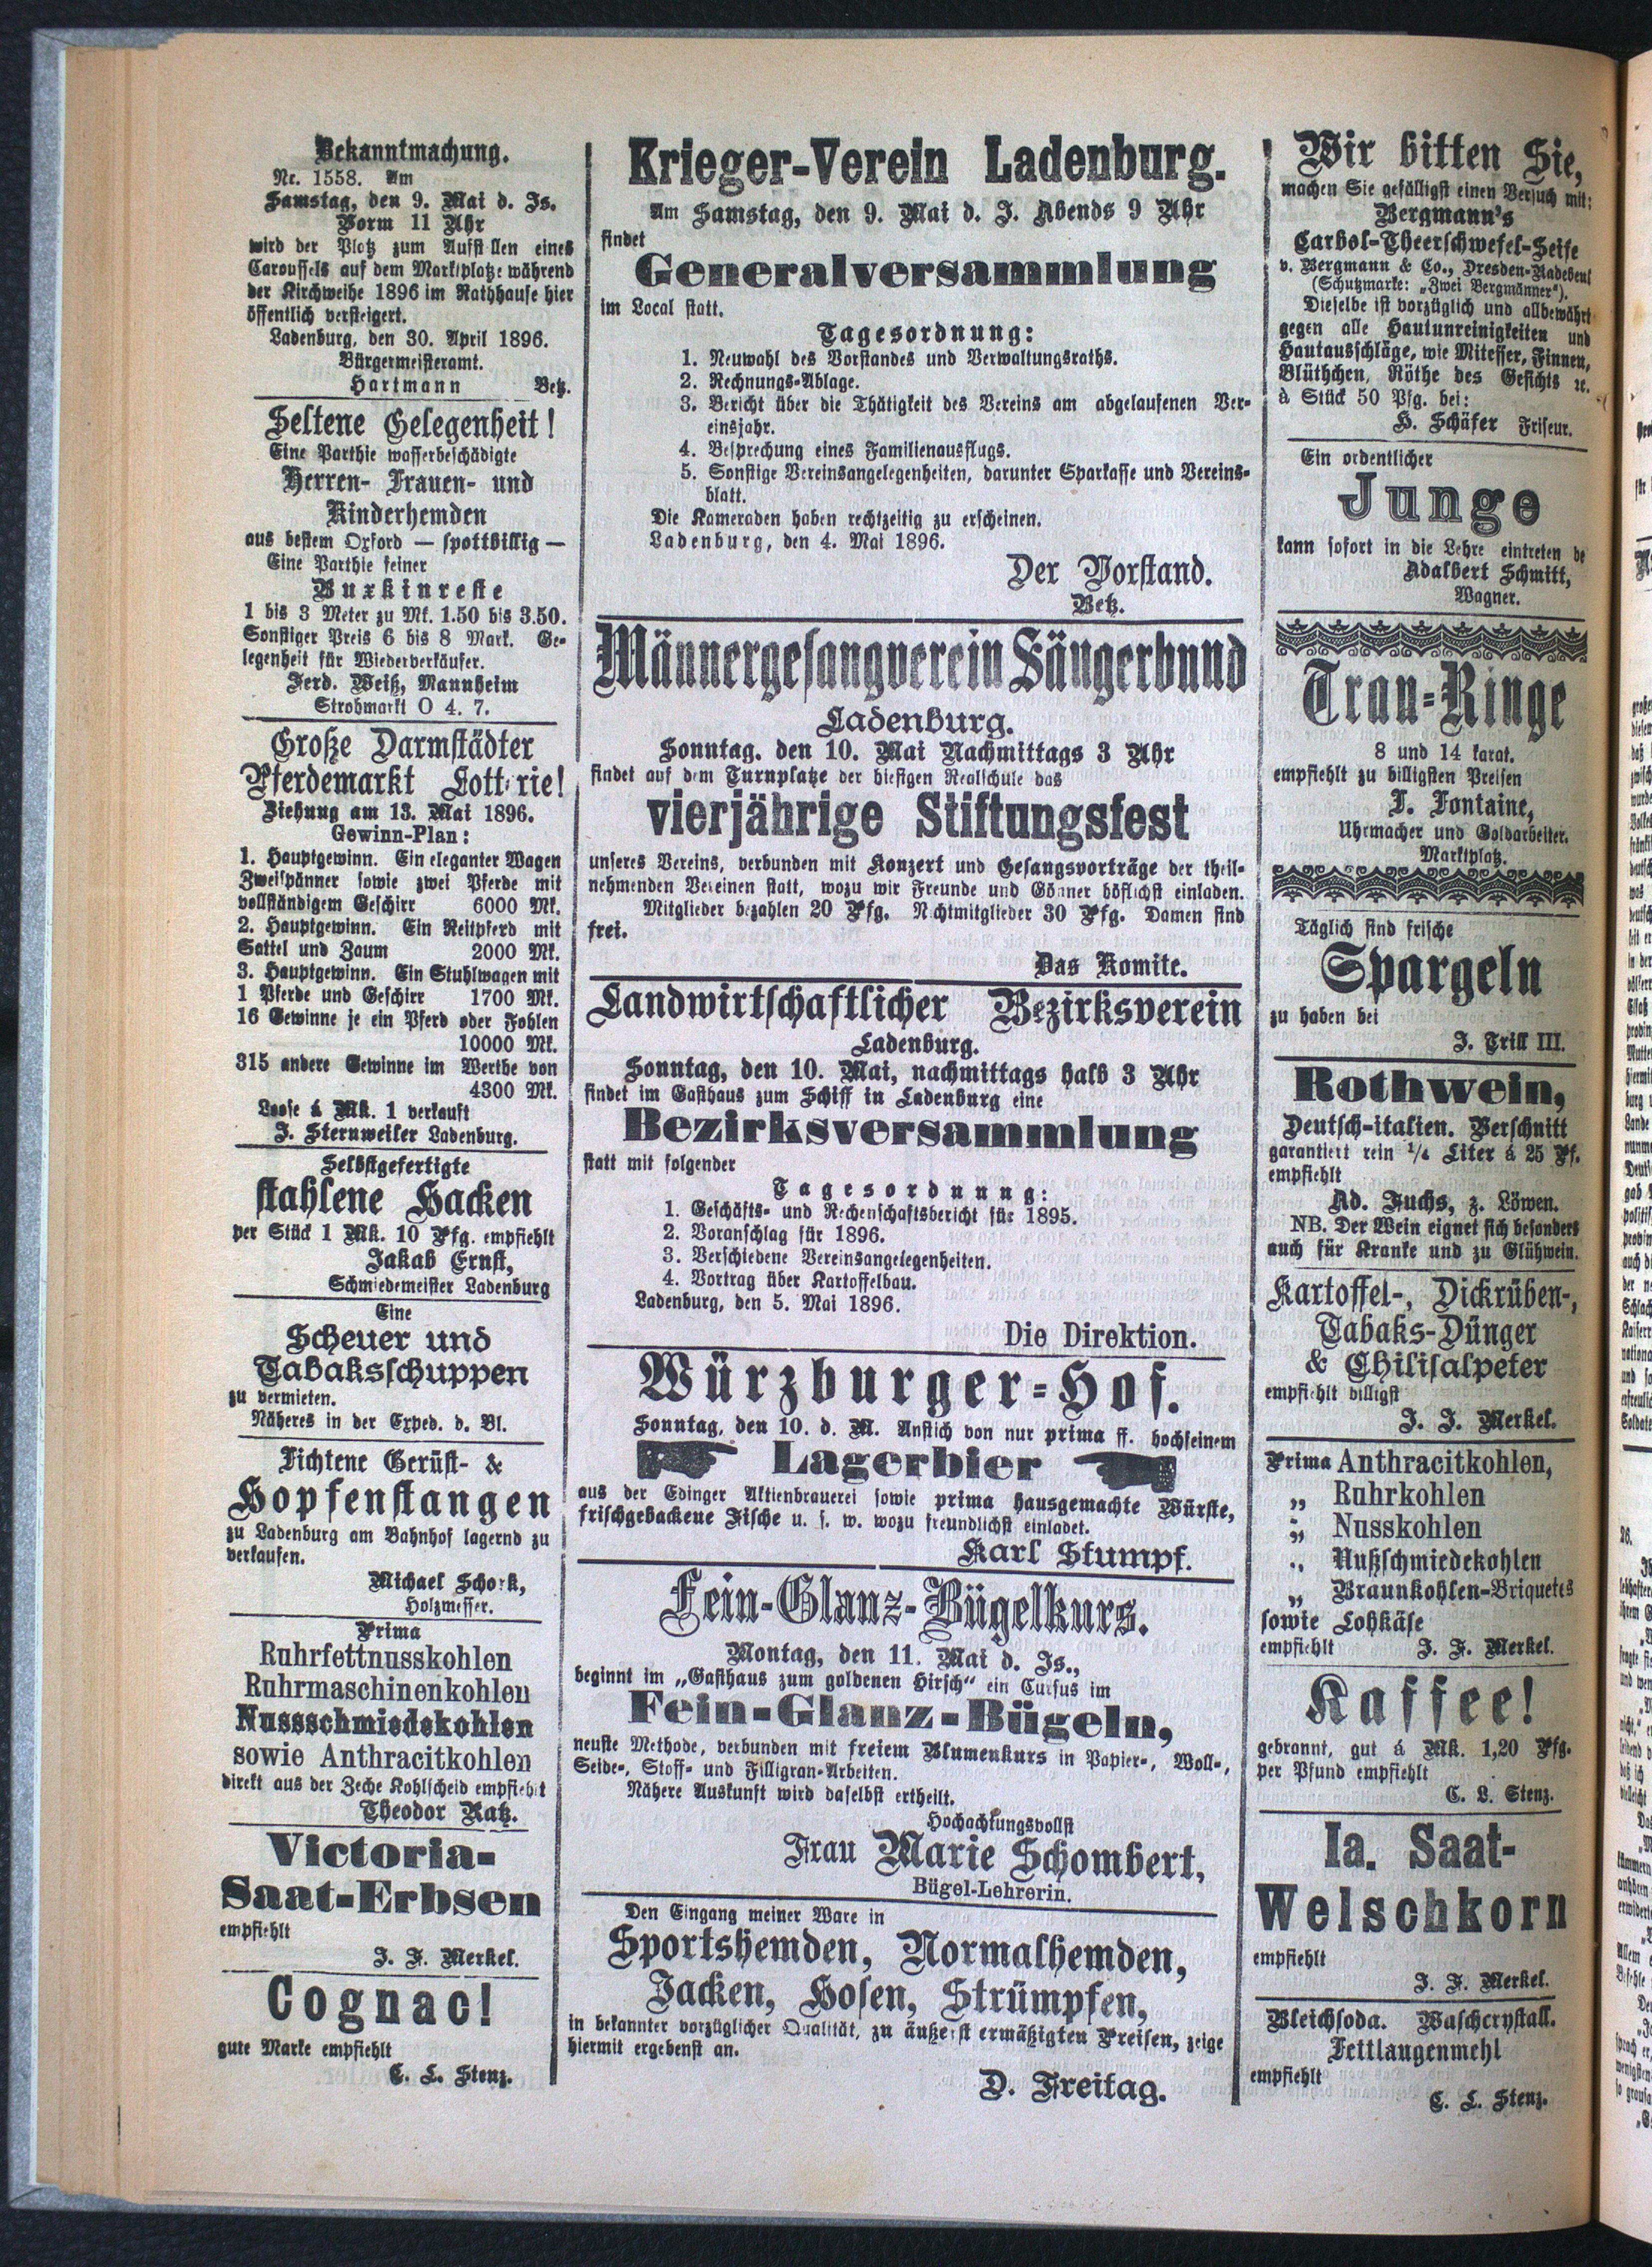 Bekanntmachung.
Nr. 1558. Am
Samstag, den 9. Mai d. Js.
Vorm 11 Uhr
wird der Platz zum Aufstellen eines
Caroussels auf dem Marktplatze während
der Kirchweihe 1896 im Rathhause hier
öffentlich versteigert.
Ladenburg, den 30. April 1896.
Bürgermeisteramt.
Hartmann Betz.
Seltene Gelegenheit!
Eine Parthie wasserbeschädigte
Herren- Frauen- und
Kinderhemden
aus bestem Oxford — spottbillig —
Eine Parthie feiner
Buxkinreste
1 bis 3 Meter zu Mk. 1.50 bis 3.50.
Sonstiger Preis 6 bis 8 Mark. Ge-
legenheit für Wiederverkäufer.
Ferd. Weiß, Mannheim
Strohmarkt O 4. 7.
Große Darmstädter
Pferdemarkt Lotterie!
Ziehung am 13. Mai 1896.
Gewinn-Plan:
1. Hauptgewinn. Ein eleganter Wagen
Zweispänner sowie zwei Pferde mit
vollständigem Geschirr 6000 Mk.
2. Hauptgewinn. Ein Reitpferd mit
Sattel und Zaum 2000 Mk.
3. Hauptgewinn. Ein Stuhlwagen mit
1 Pferde und Geschirr 1700 Mk.
16 Gewinne je ein Pferd oder Fohlen
10000 Mk.
315 andere Gewinne im Werthe von
4300 Mk.
Loose á Mk. 1 verkauft
J. Sternweiler Ladenburg.
Selbstgefertigte
stahlene Hacken
per Stück 1 Mk. 10 Pfg. empfiehlt
Jakab Ernst,
Schmiedemeister Ladenburg
Eine
Scheuer und
Tabaksschuppen
zu vermieten.
Näheres in der Exped. d. Bl.
Fichtene Gerüst- &
Hopfenstangen
zu Ladenburg am Bahnhof lagernd zu
verkaufen.
Michael Schork,
Holzmesser.
Prima
Ruhrfettnusskohlen
Ruhrmaschinenkohlen
Nussschmiedekohlen
sowie Anthracitkohlen
direkt aus der Zeche Kohlscheid empfiehlt
Theodor Katz.
Victoria-
Saat-Erbsen
empfiehlt
J. F. Merkel.
Cognac!
gute Marke empfiehlt
C. L. Stenz.
Krieger-Verein Ladenburg.
Am Samstag, den 9. Mai d. J. Abends 9 Uhr
findet
Generalversammlung
im Local statt.
Tagesordnung:
1. Neuwahl des Vorstandes und Verwaltungsraths.
2. Rechnungs-Ablage.
3. Bericht über die Thätigkeit des Vereins am abgelaufenen Ver-
einsjahr.
4. Besprechung eines Familienausflugs.
5. Sonstige Vereinsangelegenheiten, darunter Sparkasse und Vereins-
blatt.
Die Kameraden haben rechtzeitig zu erscheinen.
Ladenburg, den 4. Mai 1896.
Der Vorstand.
Betz.
Männergesangverein Sängerbund
Ladenburg.
Sonntag. den 10. Mai Nachmittags 3 Uhr
findet auf dem Turnplatze der hiesigen Realschule das
vierjährige Stiftungsfest
unseres Vereins, verbunden mit Konzert und Gesangsvorträge der theil-
nehmenden Vereinen statt, wozu wir Freunde und Gönner höflichst einladen.
Mitglieder bezahlen 20 Pfg. Nichtmitglieder 30 Pfg. Damen sind
frei.
Das Komite.
Landwirtschaftlicher Bezirksverein
Ladenburg.
Sonntag, den 10. Mai, nachmittags halb 3 Uhr
findet im Gasthaus zum Schiff in Ladenburg eine
Bezirksversammlung
statt mit folgender
Tagesordnung:
1. Geschäfts- und Rechenschaftsbericht für 1895.
2. Voranschlag für 1896.
3. Verschiedene Vereinsangelegenheiten.
4. Vortrag über Kartoffelbau.
Ladenburg, den 5. Mai 1896.
Die Direktion.
Würzburger-Hof.
Sonntag, den 10. d. M. Anstich von nur prima ff. hochfeinem
Lagerbier
aus der Edinger Aktienbrauerei sowie prima hausgemachte Würste,
frischgebackene Fische u. s. w. wozu freundlichst einladet.
Karl Stumpf.
Fein-Glanz-Bügelkurs.
Montag, den 11. Mai d. Js.,
beginnt im „Gasthaus zum goldenen Hirsch“ ein Cursus im
Fein-Glanz-Bügeln,
neuste Methode, verbunden mit freiem Blumenkurs in Papier-, Woll-,
Seide-, Stoff- und Filligran-Arbeiten.
Nähere Auskunft wird daselbst ertheilt.
Hochachtungsvollst
Frau Marie Schombert,
Bügel-Lehrerin.
Den Eingang meiner Ware in
Sportshemden, Normalhemden,
Jacken, Hosen, Strümpfen,
in bekannter vorzüglicher Qualität, zu äußerst ermäßigten Preisen, zeige
hiermit ergebenst an.
D. Freitag.
Wir bitten Sie,
machen Sie gefälligst einen Versuch mit:
Bergmann's
Carbol-Theerschwefel-Seife
v. Bergmann & Co., Dresden-Radebeul
(Schutzmarke: „Zwei Bergmänner“).
Dieselbe ist vorzüglich und allbewährt
gegen alle Hautunreinigkeiten und
Hautausschläge, wie Mitesser, Finnen,
Blüthchen, Röthe des Gesichts ꝛc.
à Stück 50 Pfg. bei:
H. Schäfer Friseur.
Ein ordentlicher
Junge
kann sofort in die Lehre eintreten be
Adalbert Schmitt,
Wagner.
Trau-Ringe
8 und 14 karat.
empfiehlt zu billigsten Preisen
J. Fontaine,
Uhrmacher und Goldarbeiter.
Marktplatz.
Täglich sind frische
Spargeln
zu haben bei
J. Trill III.
Rothwein,
Deutsch-italien. Verschnitt
garantiert rein 1/4 Liter á 25 Pf.
empfiehlt
Ad. Fuchs, z. Löwen.
NB. Der Wein eignet sich besonders
auch für Kranke und zu Glühwein.
Kartoffel-, Dickrüben-,
Tabaks-Dünger
& Chilisalpeter
empfiehlt billigst
J. F. Merkel.
Prima Anthracitkohlen,
„ Ruhrkohlen
„ Nusskohlen
„ Nußschmiedekohlen
„ Braunkohlen-Briquetes
sowie Lohkäse
empfiehlt J. F. Merkel.
Kaffee!
gebrannt, gut á Mk. 1,20 Pfg.
per Pfund empfiehlt
C. L. Stenz.
Ia. Saat-
Welschkorn
empfiehlt
J. F. Merkel.
Bleichsoda. Waschcrystall.
Fettlaugenmehl
empfiehlt
C. L. Stenz.